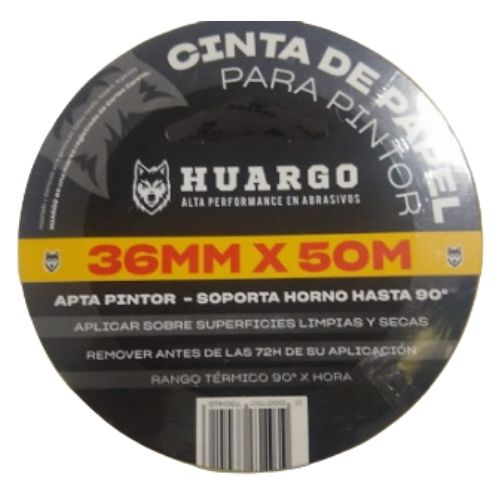 CINTA DE PAPEL
PARA PINTOR
HUARGO
ALTA PERFORMANCE EN ABRASIVOS
36MM X 50M
APTA PINTOR - SOPORTA HORNO HASTA 90°
APLICAR SOBRE SUPERFICIES LIMPIAS Y SECAS
REMOVER ANTES DE LAS 72H DE SU APLICACIÓN
RANGO TÉRMICO 90° X HORA